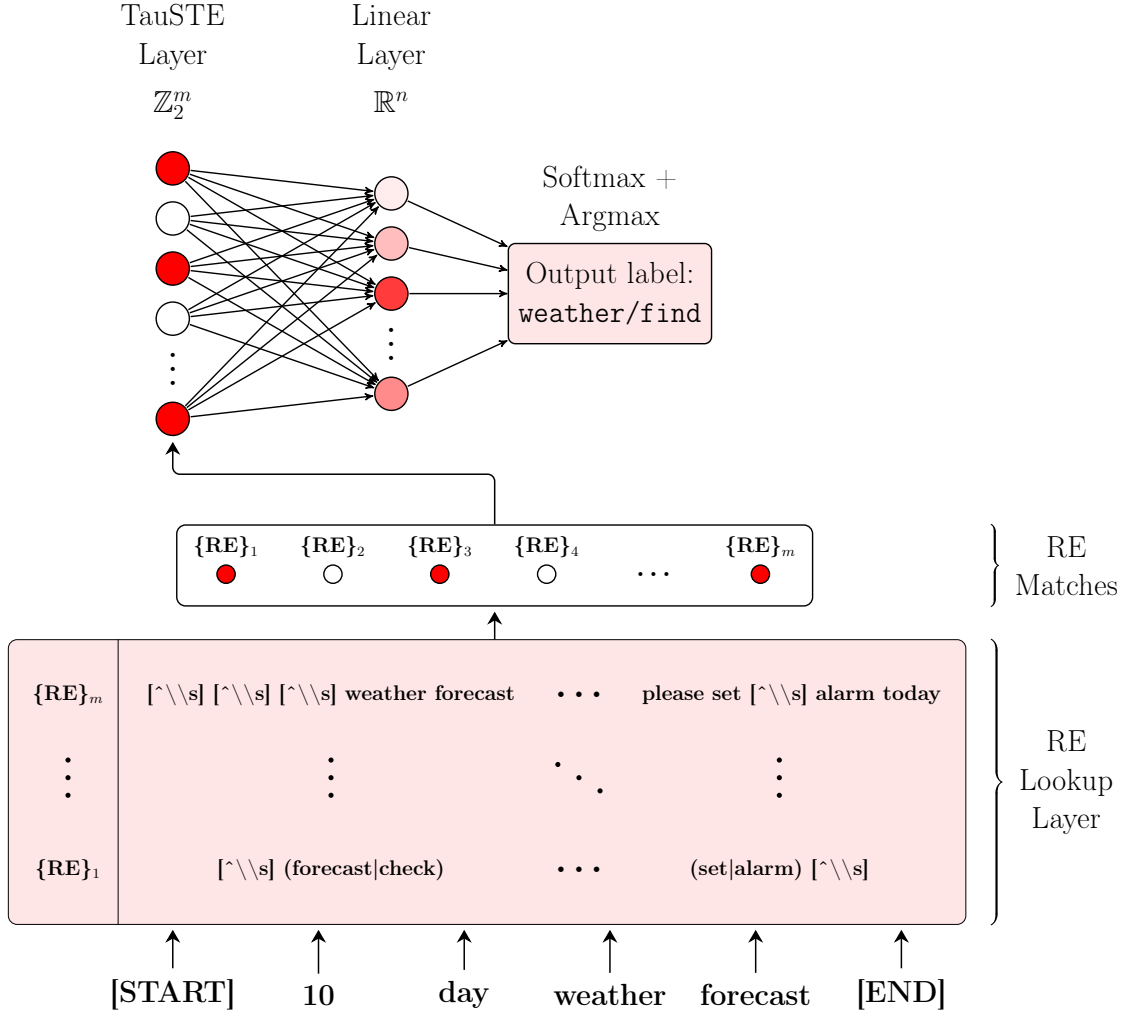 TauSTE
Layer
ℤ₂ᵐ
Linear
Layer
ℝⁿ
Softmax +
Argmax
Output label:
weather/find
{RE}₁ {RE}₂ {RE}₃ {RE}₄ ··· {RE}ₘ
RE
Matches
{RE}ₘ [^\\s] [^\\s] [^\\s] weather forecast ··· please set [^\\s] alarm today
{RE}₁ [^\\s] (forecast|check) ··· (set|alarm) [^\\s]
RE
Lookup
Layer
[START] 10 day weather forecast [END]